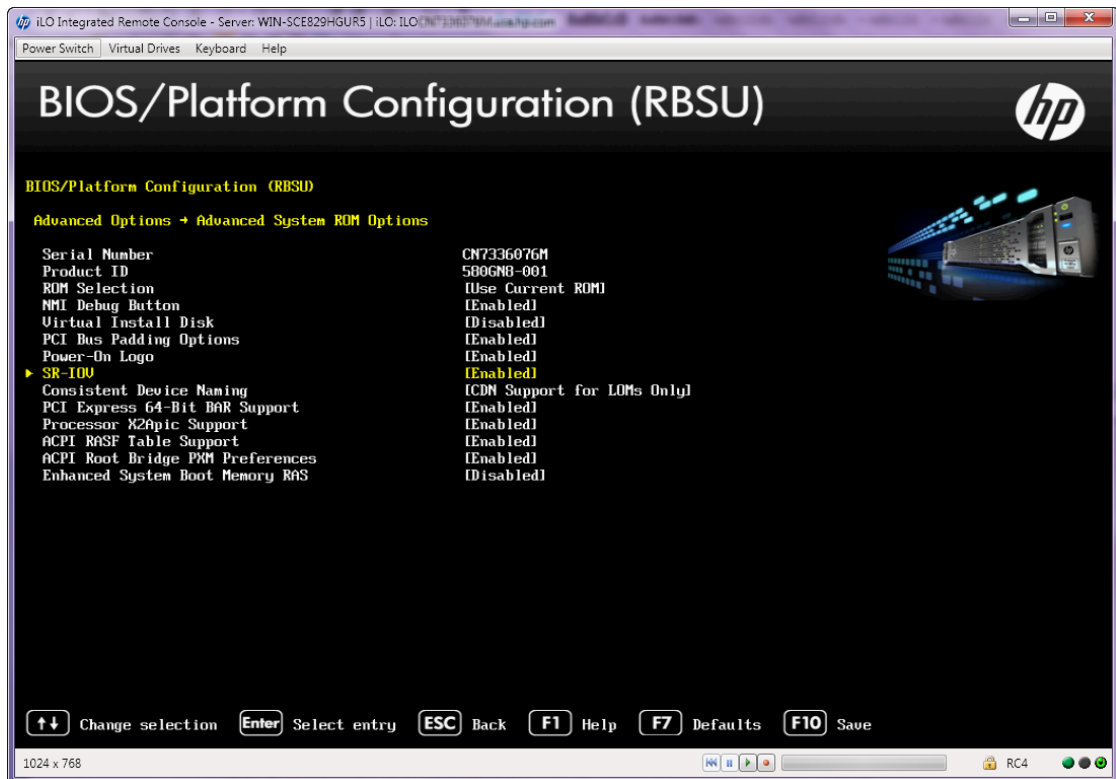 iLO Integrated Remote Console - Server: WIN-SCE829HGUR5 | iLO: ILO
Power Switch Virtual Drives Keyboard Help
BIOS/Platform Configuration (RBSU)
hp
BIOS/Platform Configuration (RBSU)
Advanced Options → Advanced System ROM Options
Serial Number CN7336076M
Product ID 580GN8-001
ROM Selection [Use Current ROM]
NMI Debug Button [Enabled]
Virtual Install Disk [Disabled]
PCI Bus Padding Options [Enabled]
Power-On Logo [Enabled]
SR-IOV [Enabled]
Consistent Device Naming [CDN Support for LOMs Only]
PCI Express 64-Bit BAR Support [Enabled]
Processor X2Apic Support [Enabled]
ACPI RASF Table Support [Enabled]
ACPI Root Bridge PXM Preferences [Enabled]
Enhanced System Boot Memory RAS [Disabled]
Change selection Enter Select entry ESC Back F1 Help F7 Defaults F10 Save
1024 x 768 RC4